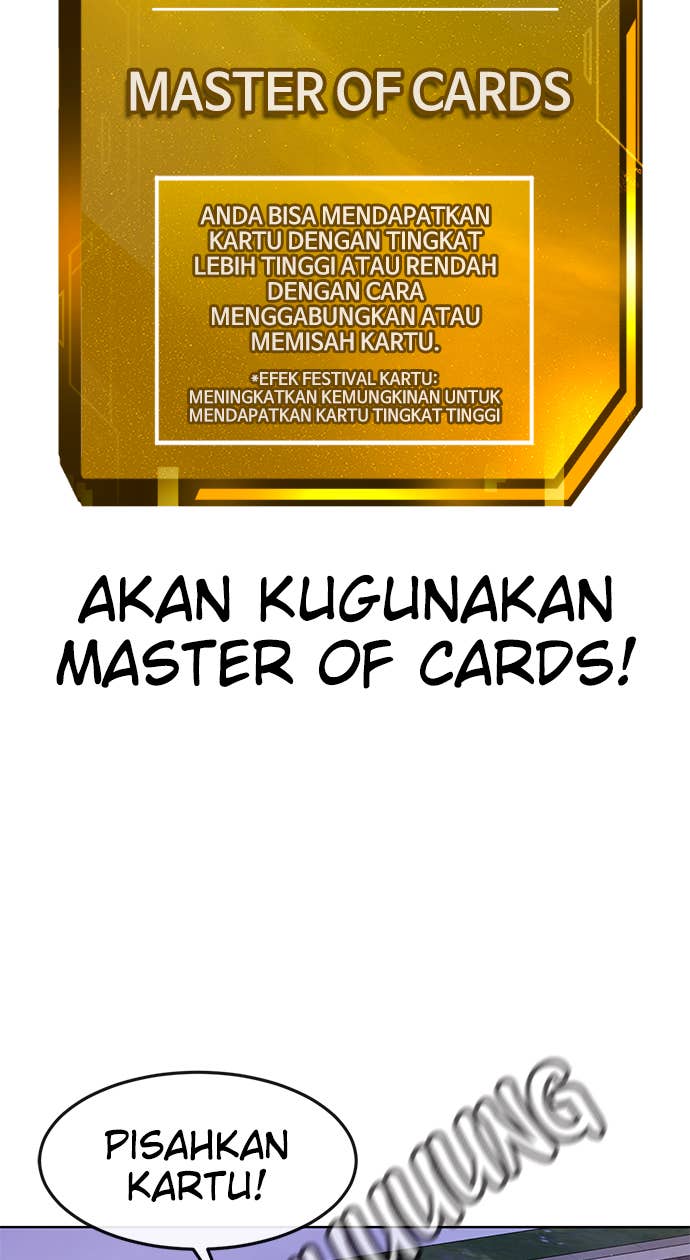 MASTER OF CARDS
ANDA BISA MENDAPATKAN
KARTU DENGAN TINGKAT
LEBIH TINGGI ATAU RENDAH
DENGAN CARA
MENGGABUNGKAN ATAU
MEMISAH KARTU.
*EFEK FESTIVAL KARTU:
MENINGKATKAN KEMUNGKINAN UNTUK
MENDAPATKAN KARTU TINGKAT TINGGI
AKAN KUGUNAKAN
MASTER OF CARDS!
PISAHKAN
KARTU!